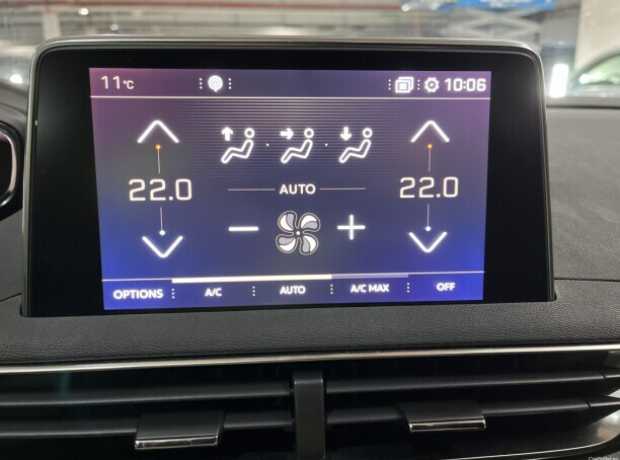 11°C 10:06
22.0 22.0
AUTO
OPTIONS A/C AUTO A/C MAX OFF